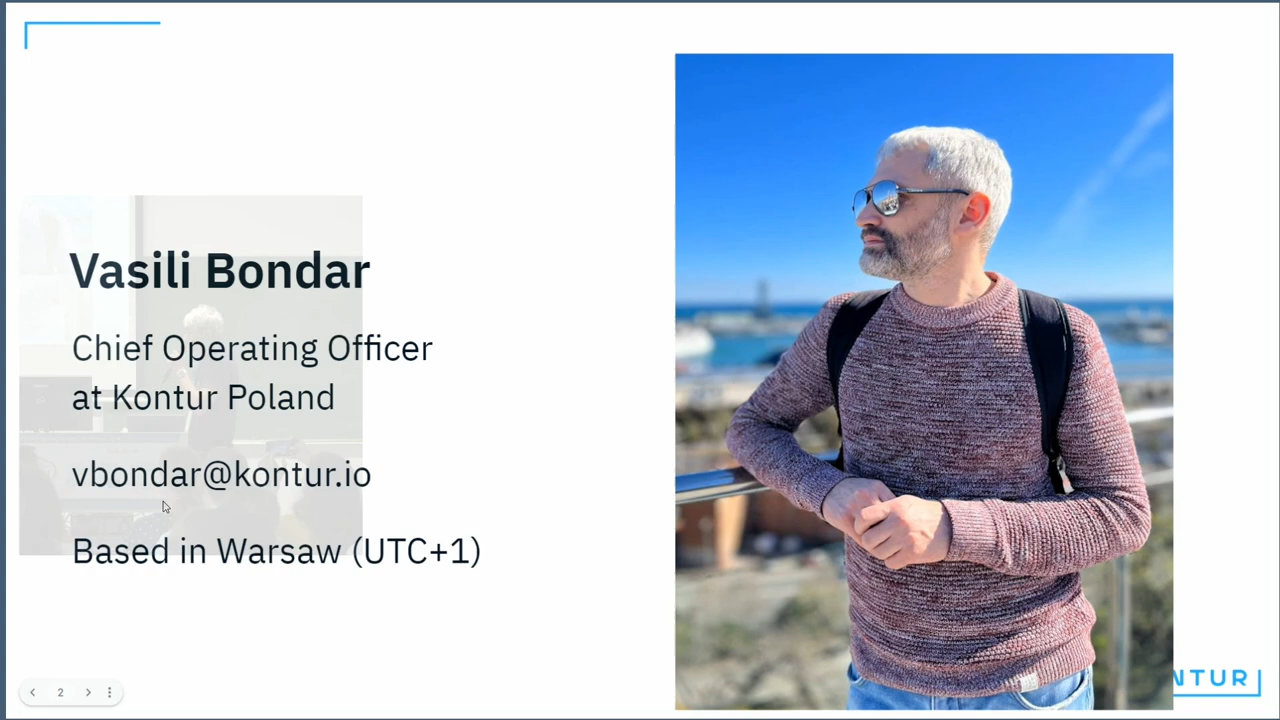 Vasili Bondar
Chief Operating Officer
at Kontur Poland
vbondar@kontur.io
Based in Warsaw (UTC+1)
2
NTUR